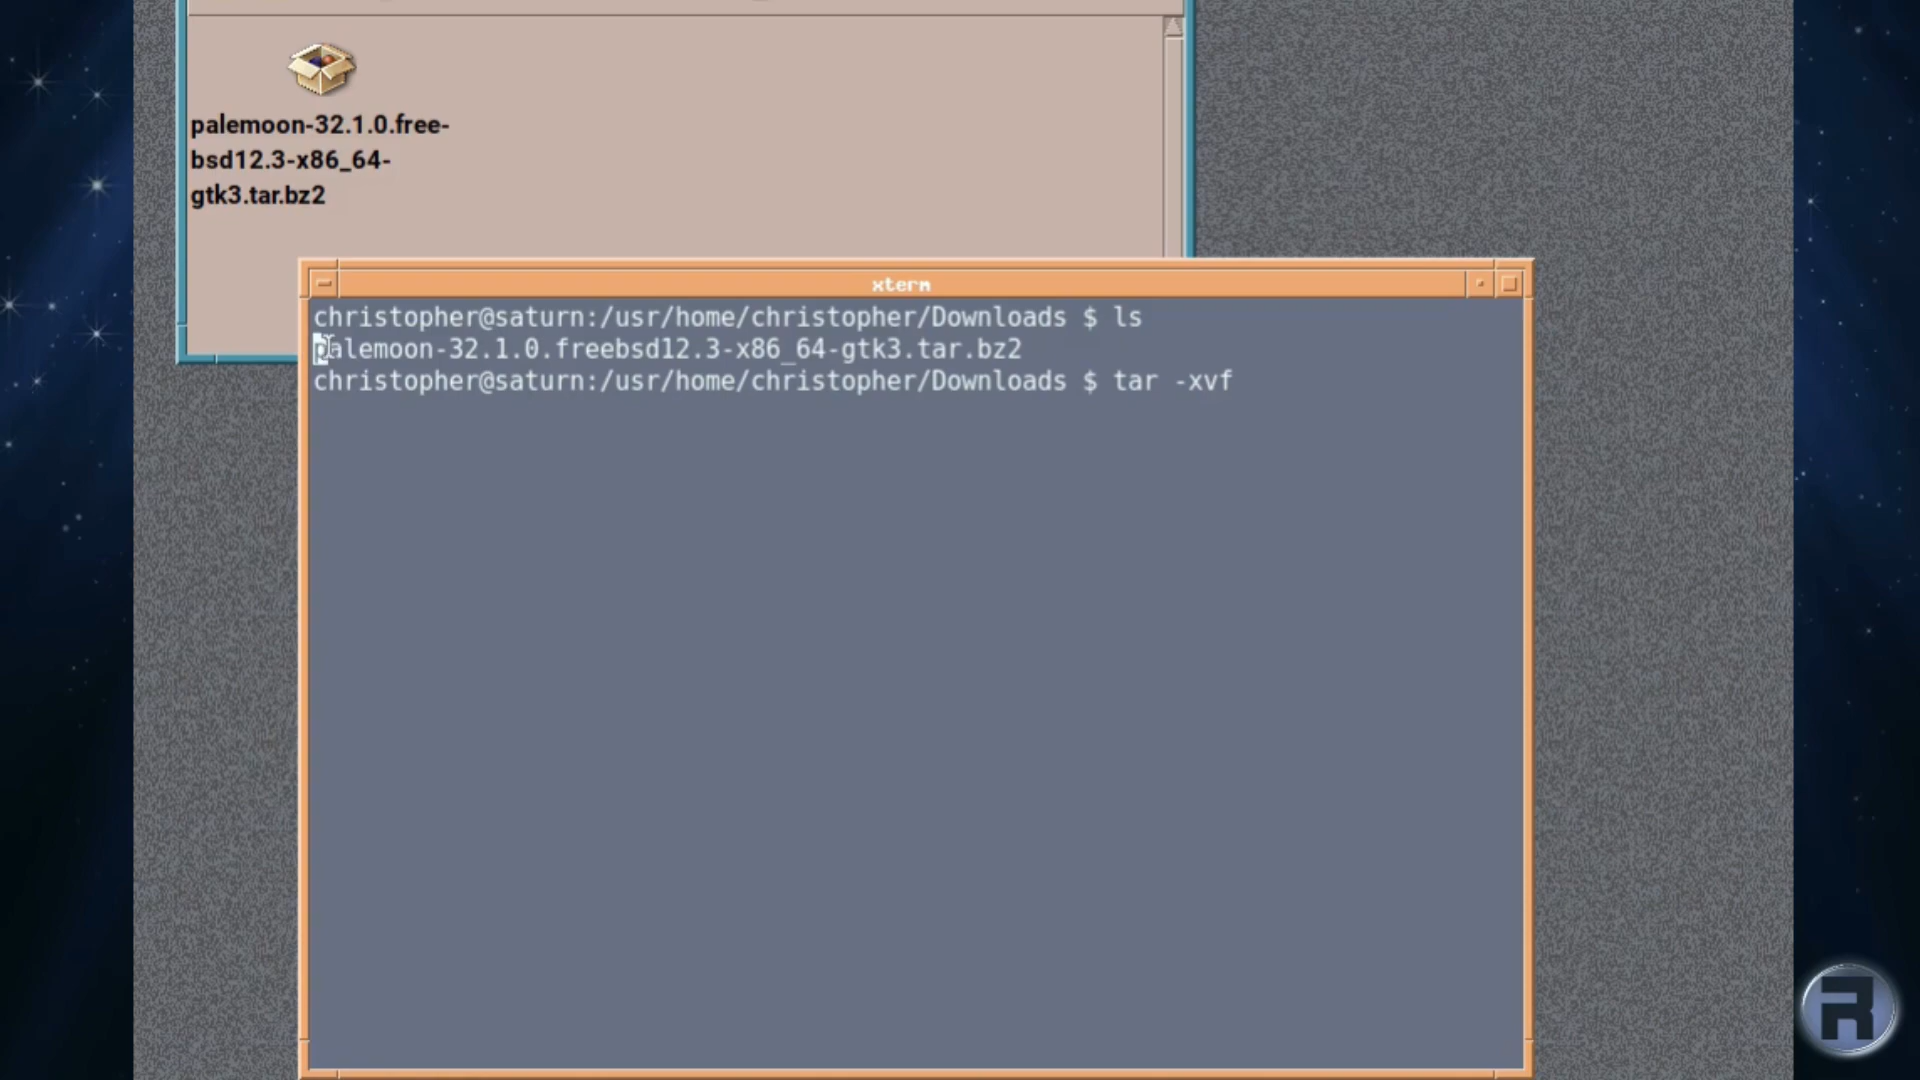 palemoon-32.1.0.free-
bsd12.3-x86_64-
gtk3.tar.bz2
xterm
christopher@saturn:/usr/home/christopher/Downloads $ ls
palemoon-32.1.0.freebsd12.3-x86_64-gtk3.tar.bz2
christopher@saturn:/usr/home/christopher/Downloads $ tar -xvf
R